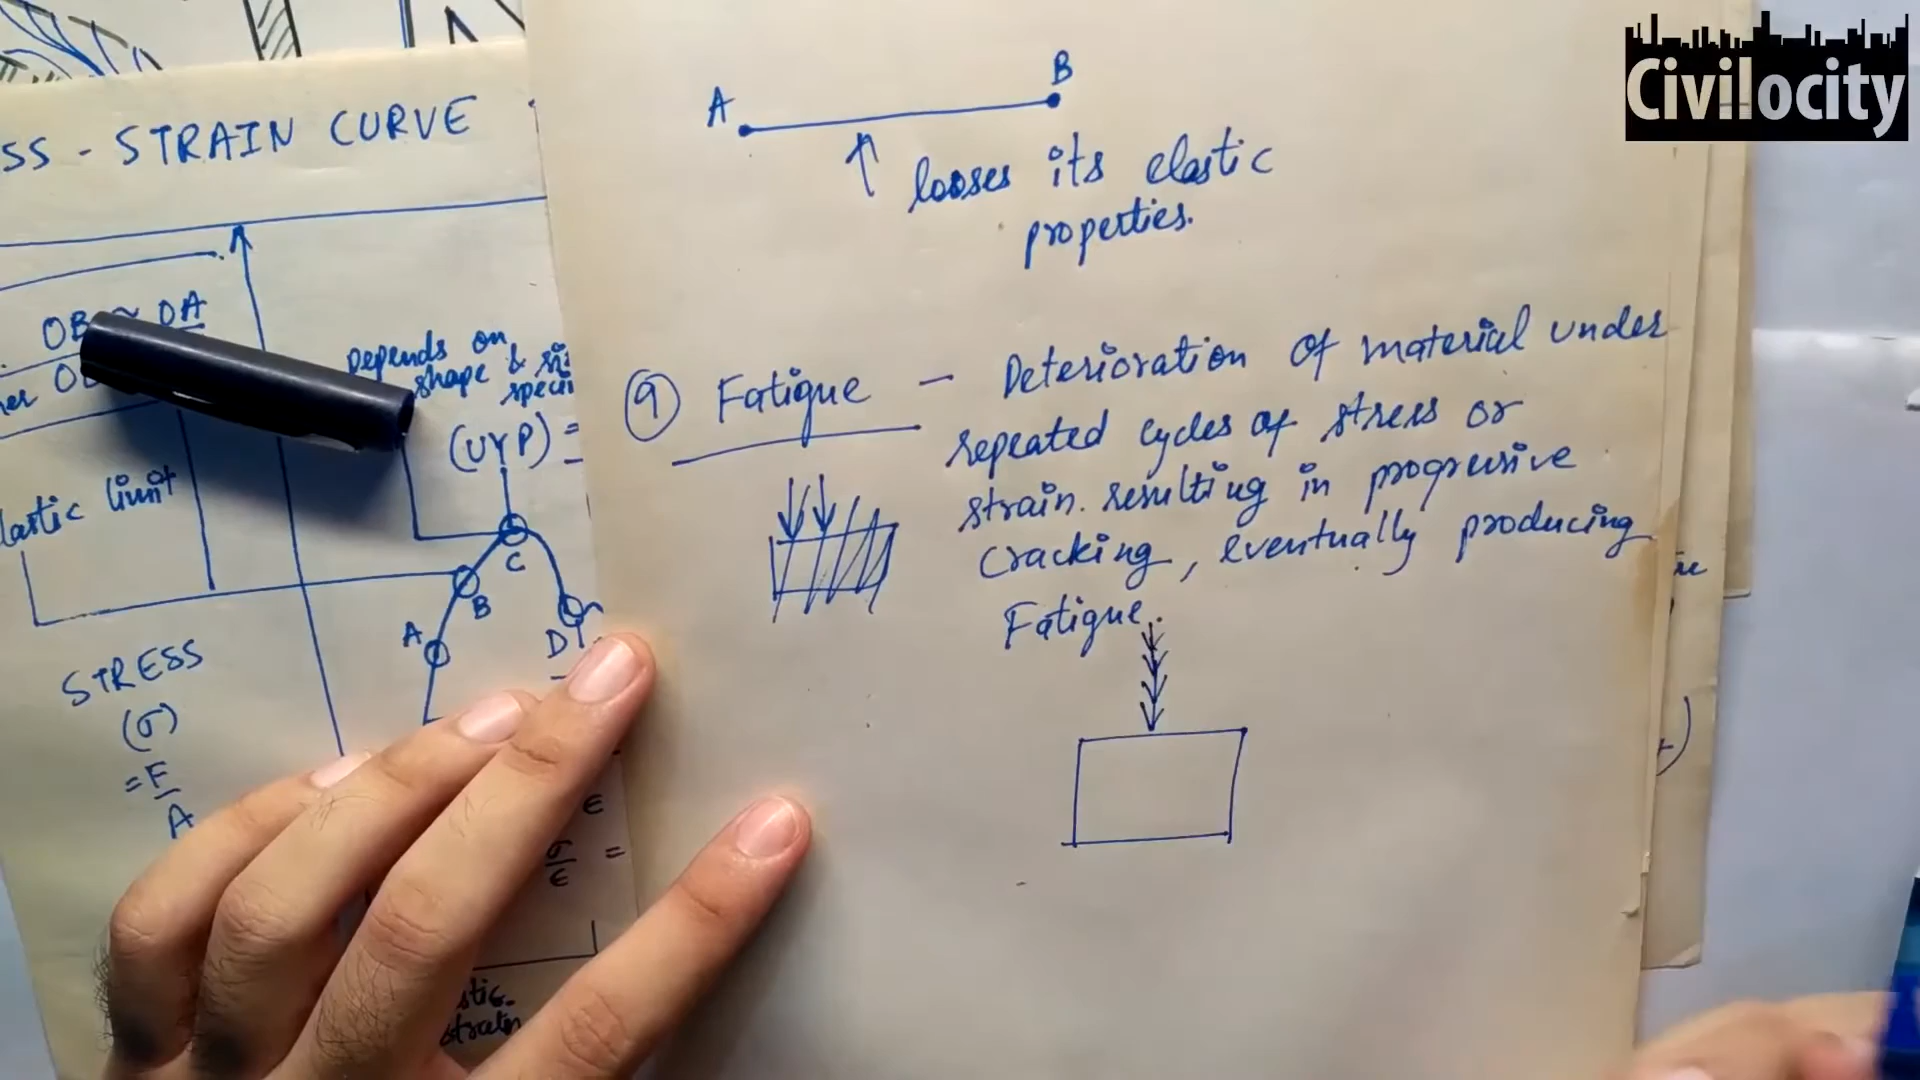 Civilocity
SS - STRAIN CURVE
OB ≈ OA
Depends on
shape &
(UYP) =
elastic limit
C
B
A
D
STRESS
(σ)
= F
A
ε
σ =
ε
A
B
looses its elastic
properties.
9 Fatigue - Deterioration of material under
repeated cycles of stress or
strain. resulting in progressive
cracking, eventually producing
Fatigue.